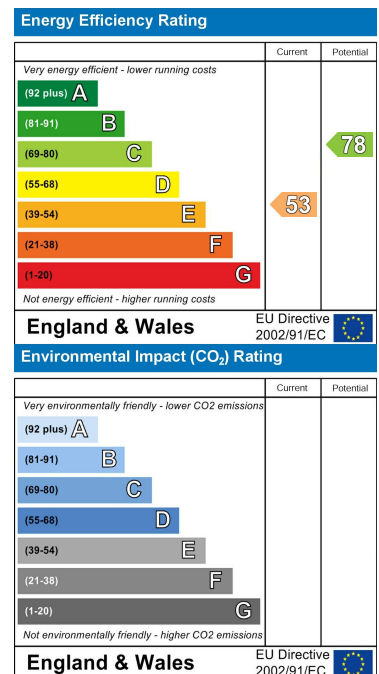 Energy Efficiency Rating
Current Potential
Very energy efficient - lower running costs
(92 plus) A
(81-91) B
(69-80) C
(55-68) D
(39-54) E
(21-38) F
(1-20) G
78
53
Not energy efficient - higher running costs
England & Wales
EU Directive
2002/91/EC
Environmental Impact (CO₂) Rating
Current Potential
Very environmentally friendly - lower CO2 emissions
(92 plus) A
(81-91) B
(69-80) C
(55-68) D
(39-54) E
(21-38) F
(1-20) G
Not environmentally friendly - higher CO2 emissions
England & Wales
EU Directive
2002/91/EC